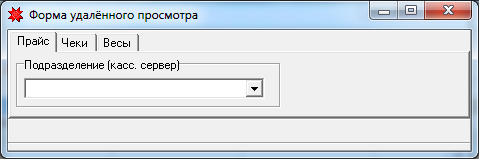 Форма удалённого просмотра
Прайс Чеки Весы
Подразделение (касс. сервер)